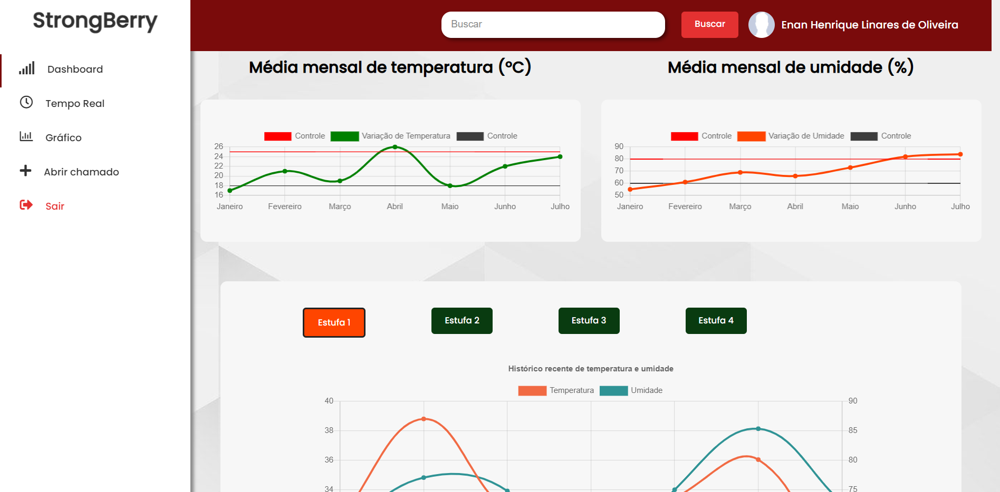 StrongBerry
Dashboard
Tempo Real
Gráfico
Abrir chamado
Sair
Buscar
Buscar
Enan Henrique Linares de Oliveira
Média mensal de temperatura (°C)
Controle Variação de Temperatura Controle
26
24
22
20
18
16
Janeiro Fevereiro Março Abril Maio Junho Julho
Média mensal de umidade (%)
Controle Variação de Umidade Controle
90
80
70
60
50
Janeiro Fevereiro Março Abril Maio Junho Julho
Estufa 1 Estufa 2 Estufa 3 Estufa 4
Histórico recente de temperatura e umidade
Temperatura Umidade
40 90
38 85
36 80
34 75